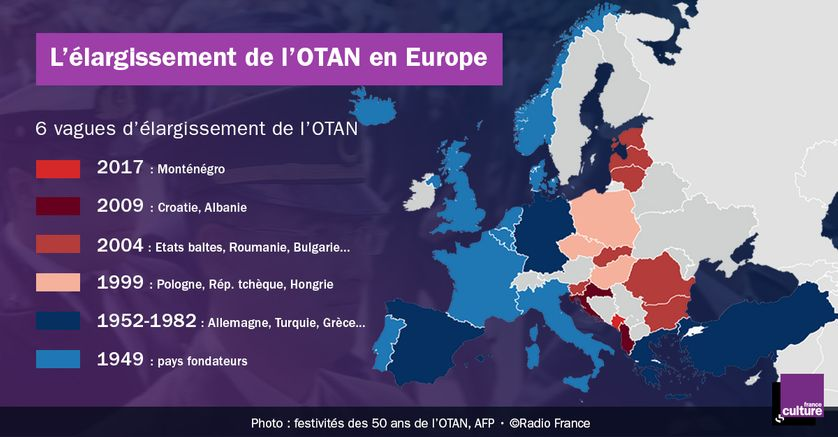 L’élargissement de l’OTAN en Europe
6 vagues d’élargissement de l’OTAN
2017 : Monténégro
2009 : Croatie, Albanie
2004 : Etats baltes, Roumanie, Bulgarie...
1999 : Pologne, Rép. tchèque, Hongrie
1952-1982 : Allemagne, Turquie, Grèce...
1949 : pays fondateurs
france
culture
Photo : festivités des 50 ans de l’OTAN, AFP • ©Radio France